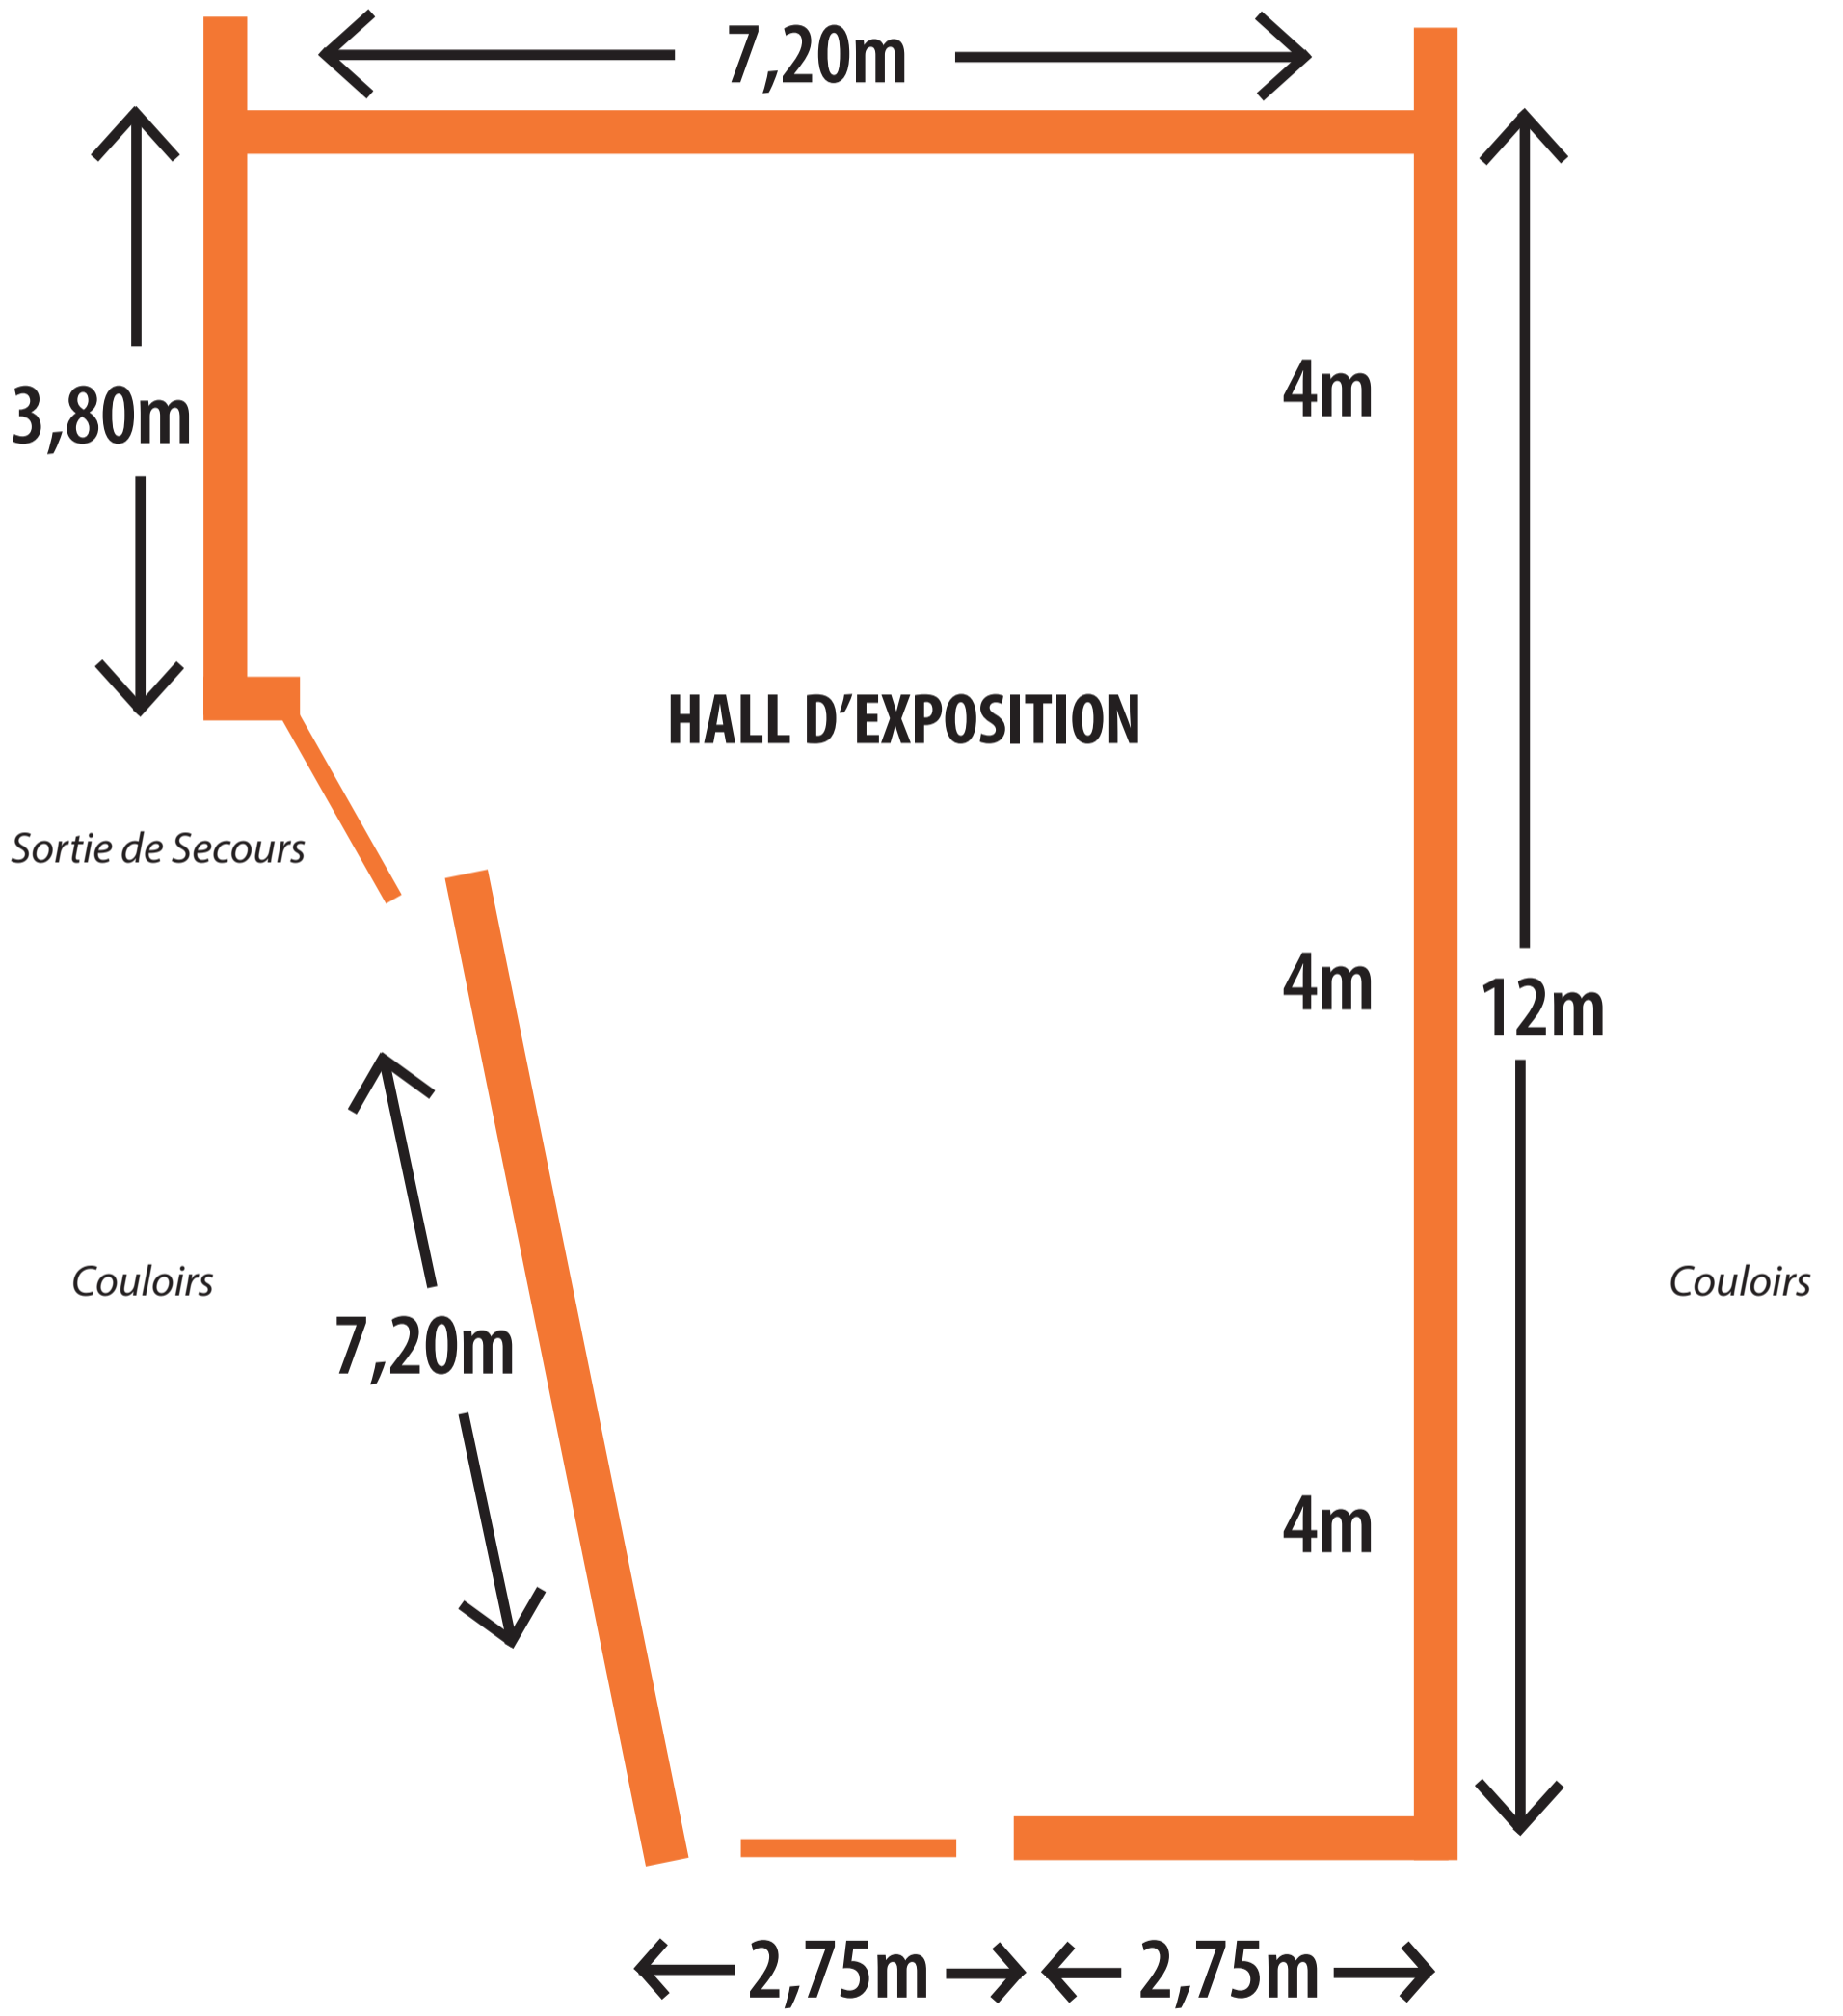 7,20m
3,80m
4m
HALL D’EXPOSITION
Sortie de Secours
4m
12m
Couloirs
Couloirs
7,20m
4m
2,75m
2,75m